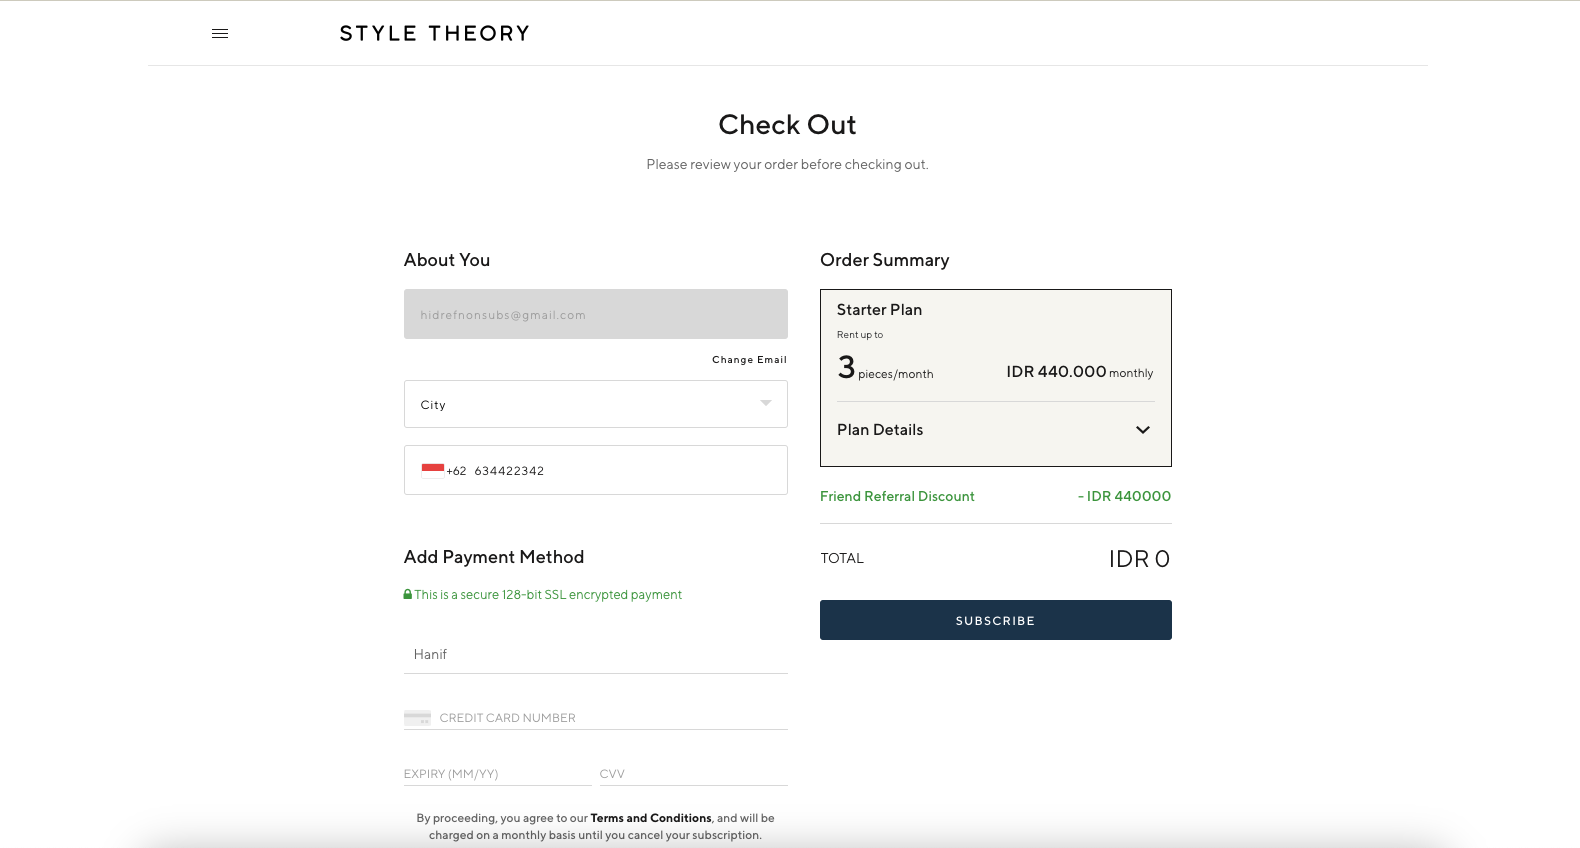 STYLE THEORY
Check Out
Please review your order before checking out.
About You
hidrefnonsubs@gmail.com
Change Email
City
+62 634422342
Add Payment Method
This is a secure 128-bit SSL encrypted payment
Hanif
CREDIT CARD NUMBER
EXPIRY (MM/YY) CVV
By proceeding, you agree to our Terms and Conditions, and will be
charged on a monthly basis until you cancel your subscription.
Order Summary
Starter Plan
Rent up to
3 pieces/month IDR 440.000 monthly
Plan Details
Friend Referral Discount - IDR 440000
TOTAL IDR 0
SUBSCRIBE